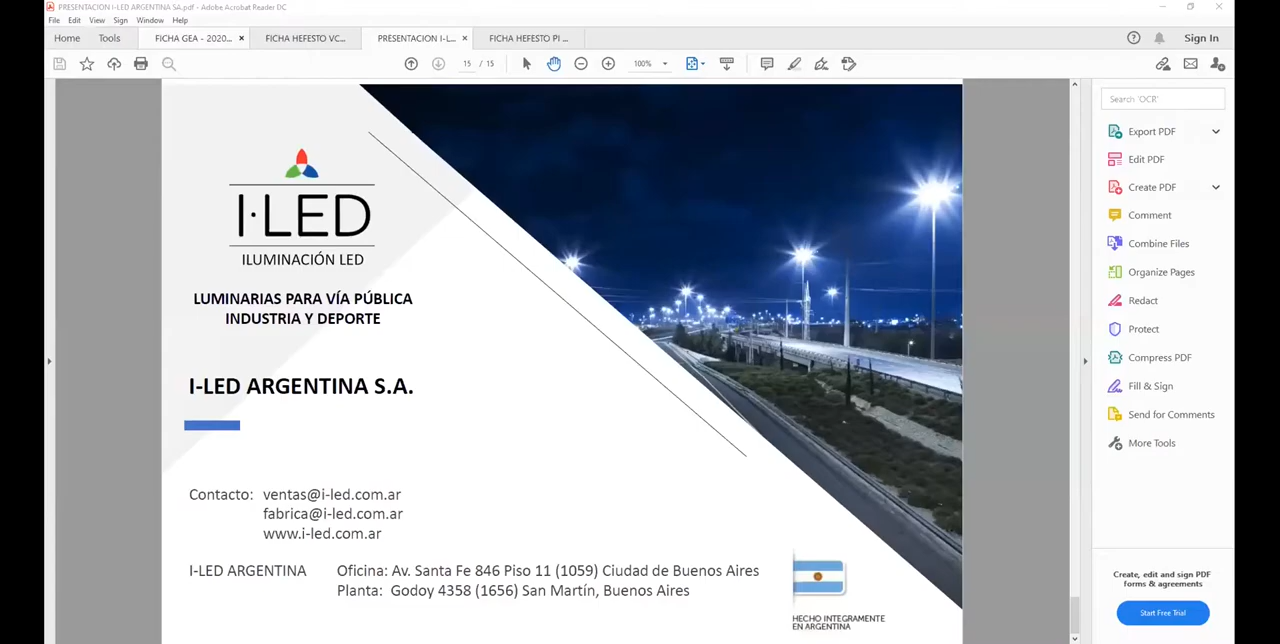 PRESENTACION I-LED ARGENTINA SA.pdf - Adobe Acrobat Reader DC
File Edit View Sign Window Help
Home Tools FICHA GEA - 2020... × FICHA HEFESTO VC... PRESENTACION I-L... × FICHA HEFESTO PI ... Sign In
15 / 15 100%
Search 'OCR'
Export PDF
Edit PDF
Create PDF
Comment
Combine Files
Organize Pages
Redact
Protect
Compress PDF
Fill & Sign
Send for Comments
More Tools
Create, edit and sign PDF
forms & agreements
Start Free Trial
I·LED
ILUMINACIÓN LED
LUMINARIAS PARA VÍA PÚBLICA
INDUSTRIA Y DEPORTE
I-LED ARGENTINA S.A.
Contacto: ventas@i-led.com.ar
fabrica@i-led.com.ar
www.i-led.com.ar
I-LED ARGENTINA Oficina: Av. Santa Fe 846 Piso 11 (1059) Ciudad de Buenos Aires
Planta: Godoy 4358 (1656) San Martín, Buenos Aires
HECHO INTEGRAMENTE
EN ARGENTINA